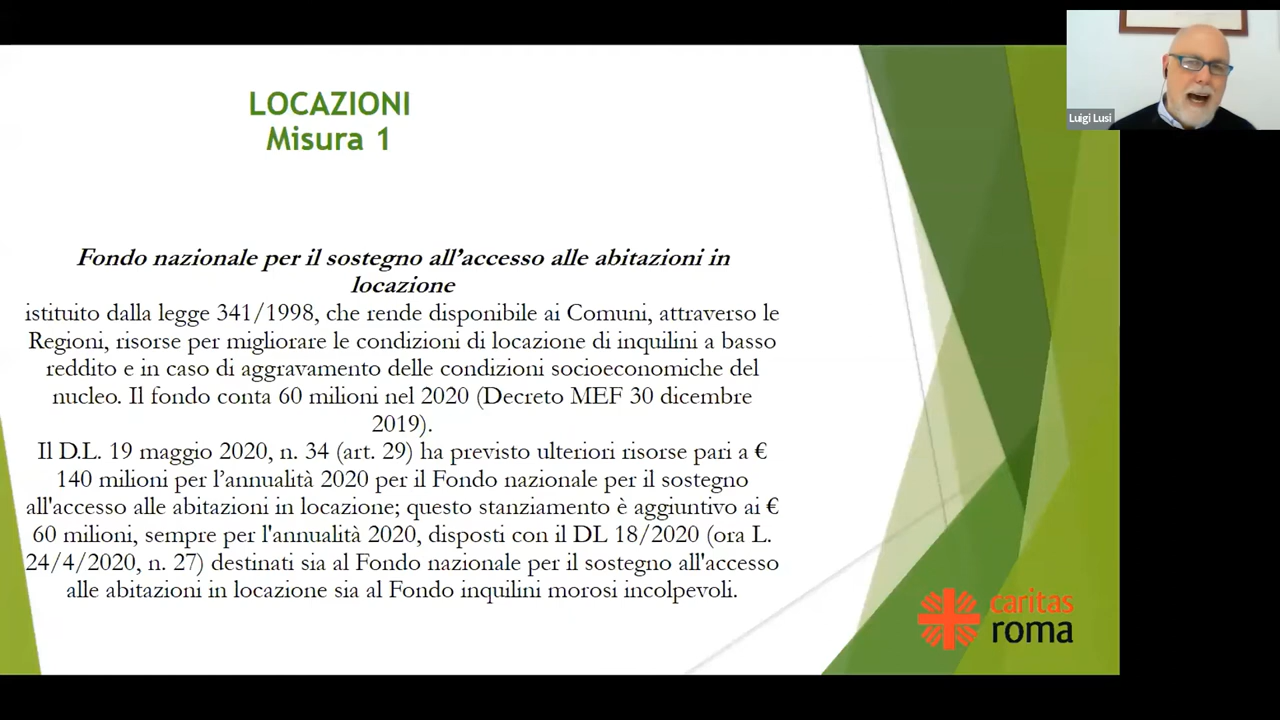 LOCAZIONI
Misura 1
Fondo nazionale per il sostegno all’accesso alle abitazioni in
locazione
istituito dalla legge 341/1998, che rende disponibile ai Comuni, attraverso le
Regioni, risorse per migliorare le condizioni di locazione di inquilini a basso
reddito e in caso di aggravamento delle condizioni socioeconomiche del
nucleo. Il fondo conta 60 milioni nel 2020 (Decreto MEF 30 dicembre
2019).
Il D.L. 19 maggio 2020, n. 34 (art. 29) ha previsto ulteriori risorse pari a €
140 milioni per l’annualità 2020 per il Fondo nazionale per il sostegno
all'accesso alle abitazioni in locazione; questo stanziamento è aggiuntivo ai €
60 milioni, sempre per l'annualità 2020, disposti con il DL 18/2020 (ora L.
24/4/2020, n. 27) destinati sia al Fondo nazionale per il sostegno all'accesso
alle abitazioni in locazione sia al Fondo inquilini morosi incolpevoli.
caritas
roma
Luigi Lusi